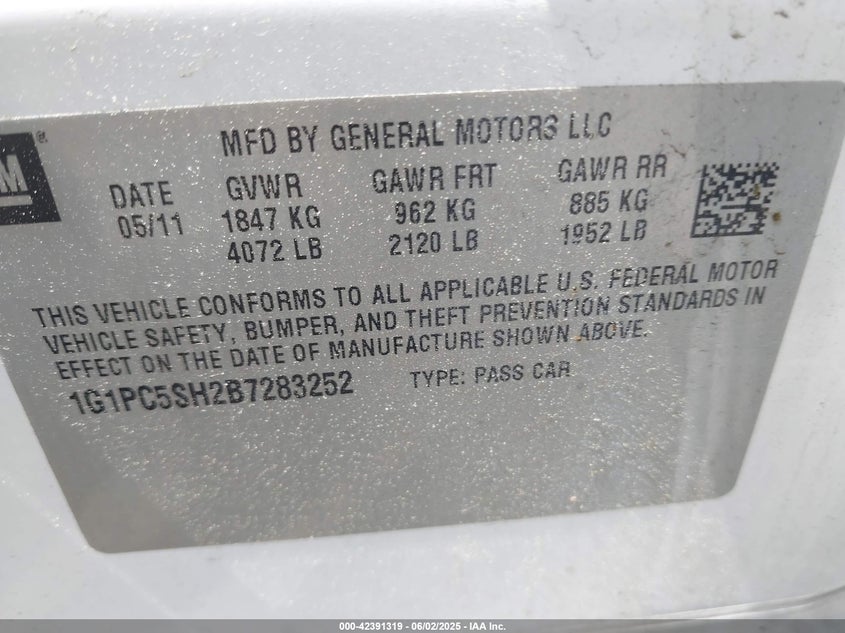 GM®
MFD BY GENERAL MOTORS LLC
DATE GVWR GAWR FRT GAWR RR
05/11 1847 KG 962 KG 885 KG
4072 LB 2120 LB 1952 LB
THIS VEHICLE CONFORMS TO ALL APPLICABLE U.S. FEDERAL MOTOR
VEHICLE SAFETY, BUMPER, AND THEFT PREVENTION STANDARDS IN
EFFECT ON THE DATE OF MANUFACTURE SHOWN ABOVE.
1G1PC5SH2B7283252 TYPE: PASS CAR
000-42391319 | 06/02/2025 - IAA Inc.